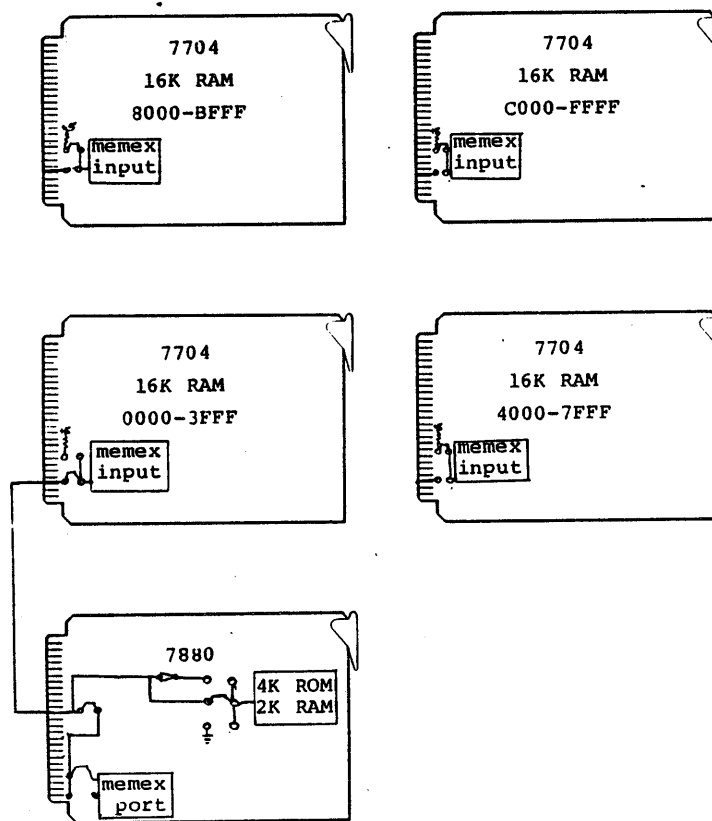 7704
16K RAM
8000-BFFF
memex
input
7704
16K RAM
C000-FFFF
memex
input
7704
16K RAM
0000-3FFF
memex
input
7704
16K RAM
4000-7FFF
memex
input
7880
4K ROM
2K RAM
memex
port